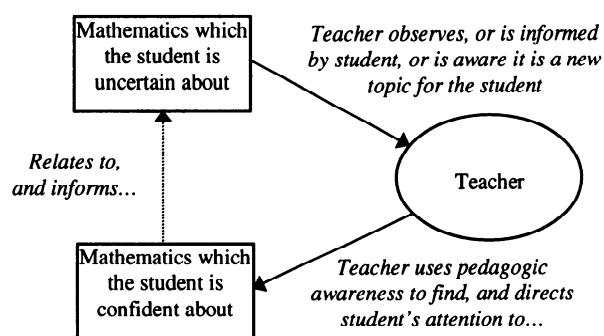 Mathematics which
the student is
uncertain about
Teacher observes, or is informed
by student, or is aware it is a new
topic for the student
Relates to,
and informs...
Teacher
Mathematics which
the student is
confident about
Teacher uses pedagogic
awareness to find, and directs
student's attention to...